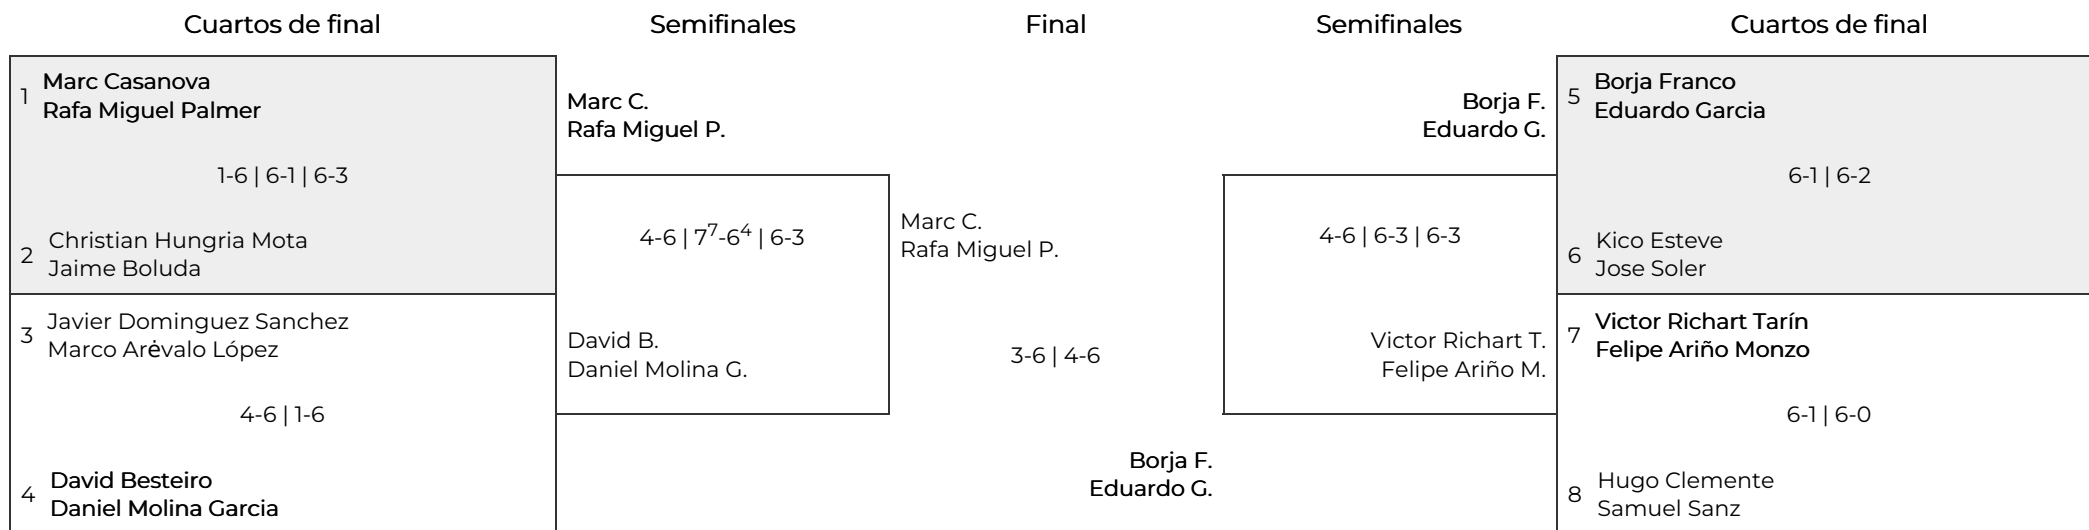 Cuartos de final
Semifinales
Final
Semifinales
Cuartos de final
1
Marc Casanova
Rafa Miguel Palmer
1-6 | 6-1 | 6-3
2
Christian Hungria Mota
Jaime Boluda
3
Javier Dominguez Sanchez
Marco Arėvalo López
4-6 | 1-6
4
David Besteiro
Daniel Molina Garcia
Marc C.
Rafa Miguel P.
4-6 | 7⁷-6⁴ | 6-3
David B.
Daniel Molina G.
Marc C.
Rafa Miguel P.
3-6 | 4-6
Borja F.
Eduardo G.
Borja F.
Eduardo G.
4-6 | 6-3 | 6-3
Victor Richart T.
Felipe Ariño M.
5
Borja Franco
Eduardo Garcia
6-1 | 6-2
6
Kico Esteve
Jose Soler
7
Victor Richart Tarín
Felipe Ariño Monzo
6-1 | 6-0
8
Hugo Clemente
Samuel Sanz